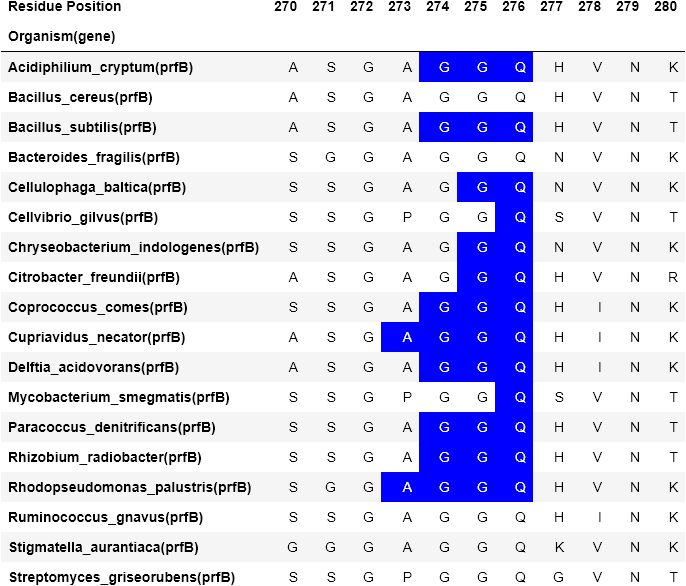 Residue Position 270 271 272 273 274 275 276 277 278 279 280
Organism(gene)
Acidiphilium_cryptum(prfB) A S G A G G Q H V N K
Bacillus_cereus(prfB) A S G A G G Q H V N T
Bacillus_subtilis(prfB) A S G A G G Q H V N T
Bacteroides_fragilis(prfB) S G G A G G Q N V N K
Cellulophaga_baltica(prfB) S S G A G G Q N V N K
Cellvibrio_gilvus(prfB) S S G P G G Q S V N T
Chryseobacterium_indologenes(prfB) S S G A G G Q N V N K
Citrobacter_freundii(prfB) A S G A G G Q H V N R
Coprococcus_comes(prfB) S S G A G G Q H I N K
Cupriavidus_necator(prfB) A S G A G G Q H I N K
Delftia_acidovorans(prfB) A S G A G G Q H I N K
Mycobacterium_smegmatis(prfB) S S G P G G Q S V N T
Paracoccus_denitrificans(prfB) S S G A G G Q H V N T
Rhizobium_radiobacter(prfB) S S G A G G Q H V N T
Rhodopseudomonas_palustris(prfB) S G G A G G Q H V N K
Ruminococcus_gnavus(prfB) S S G A G G Q H I N K
Stigmatella_aurantiaca(prfB) G G G A G G Q K V N K
Streptomyces_griseorubens(prfB) S S G P G G Q G V N T